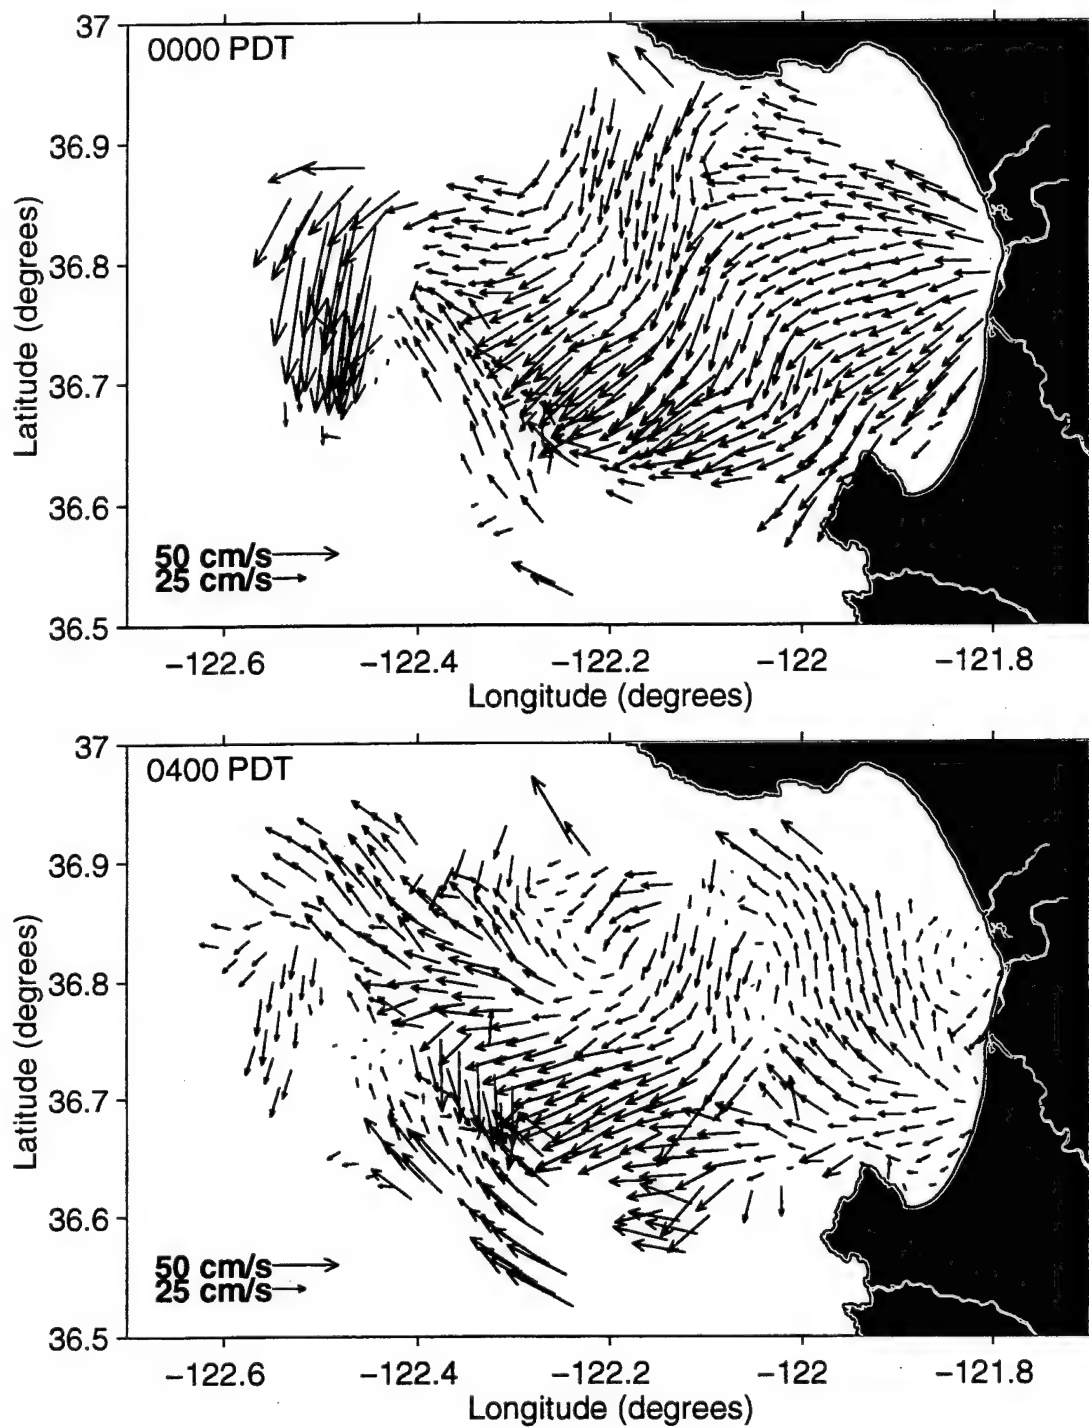 37
0000 PDT
36.9
36.8
36.7
36.6
36.5
Latitude (degrees)
50 cm/s
25 cm/s
−122.6 −122.4 −122.2 −122 −121.8
Longitude (degrees)
37
0400 PDT
36.9
36.8
36.7
36.6
36.5
Latitude (degrees)
50 cm/s
25 cm/s
−122.6 −122.4 −122.2 −122 −121.8
Longitude (degrees)